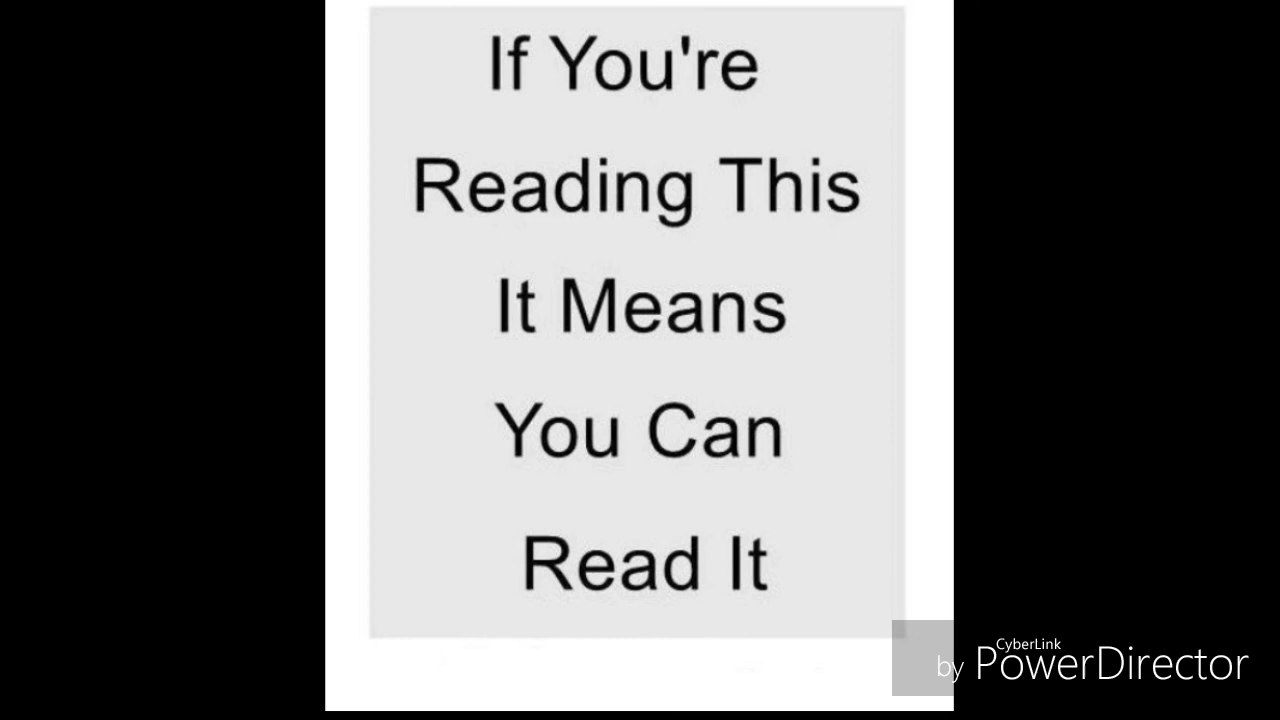 If You're
Reading This
It Means
You Can
Read It
CyberLink
by PowerDirector